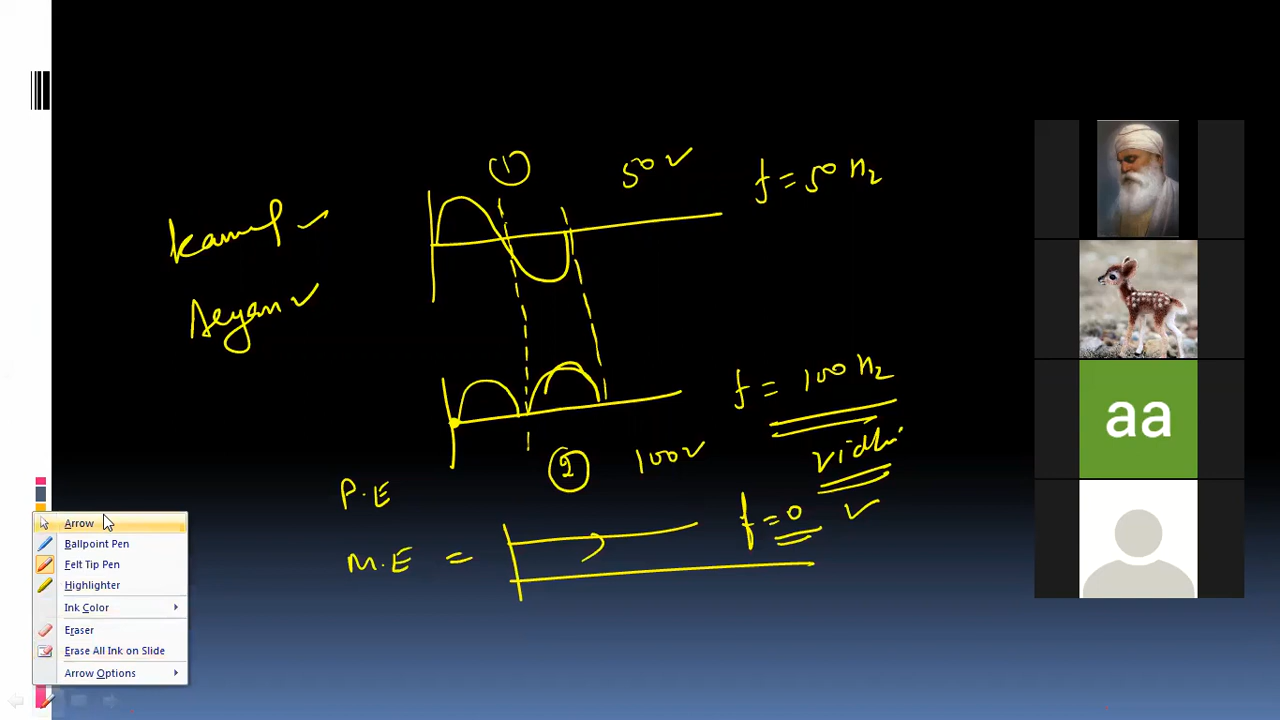 ①
50V
f = 50 Hz
Kamal
Aryan
f = 100 Hz
Vidhi
② 100V
P.E
f = 0
M.E =
aa
Arrow
Ballpoint Pen
Felt Tip Pen
Highlighter
Ink Color
Eraser
Erase All Ink on Slide
Arrow Options